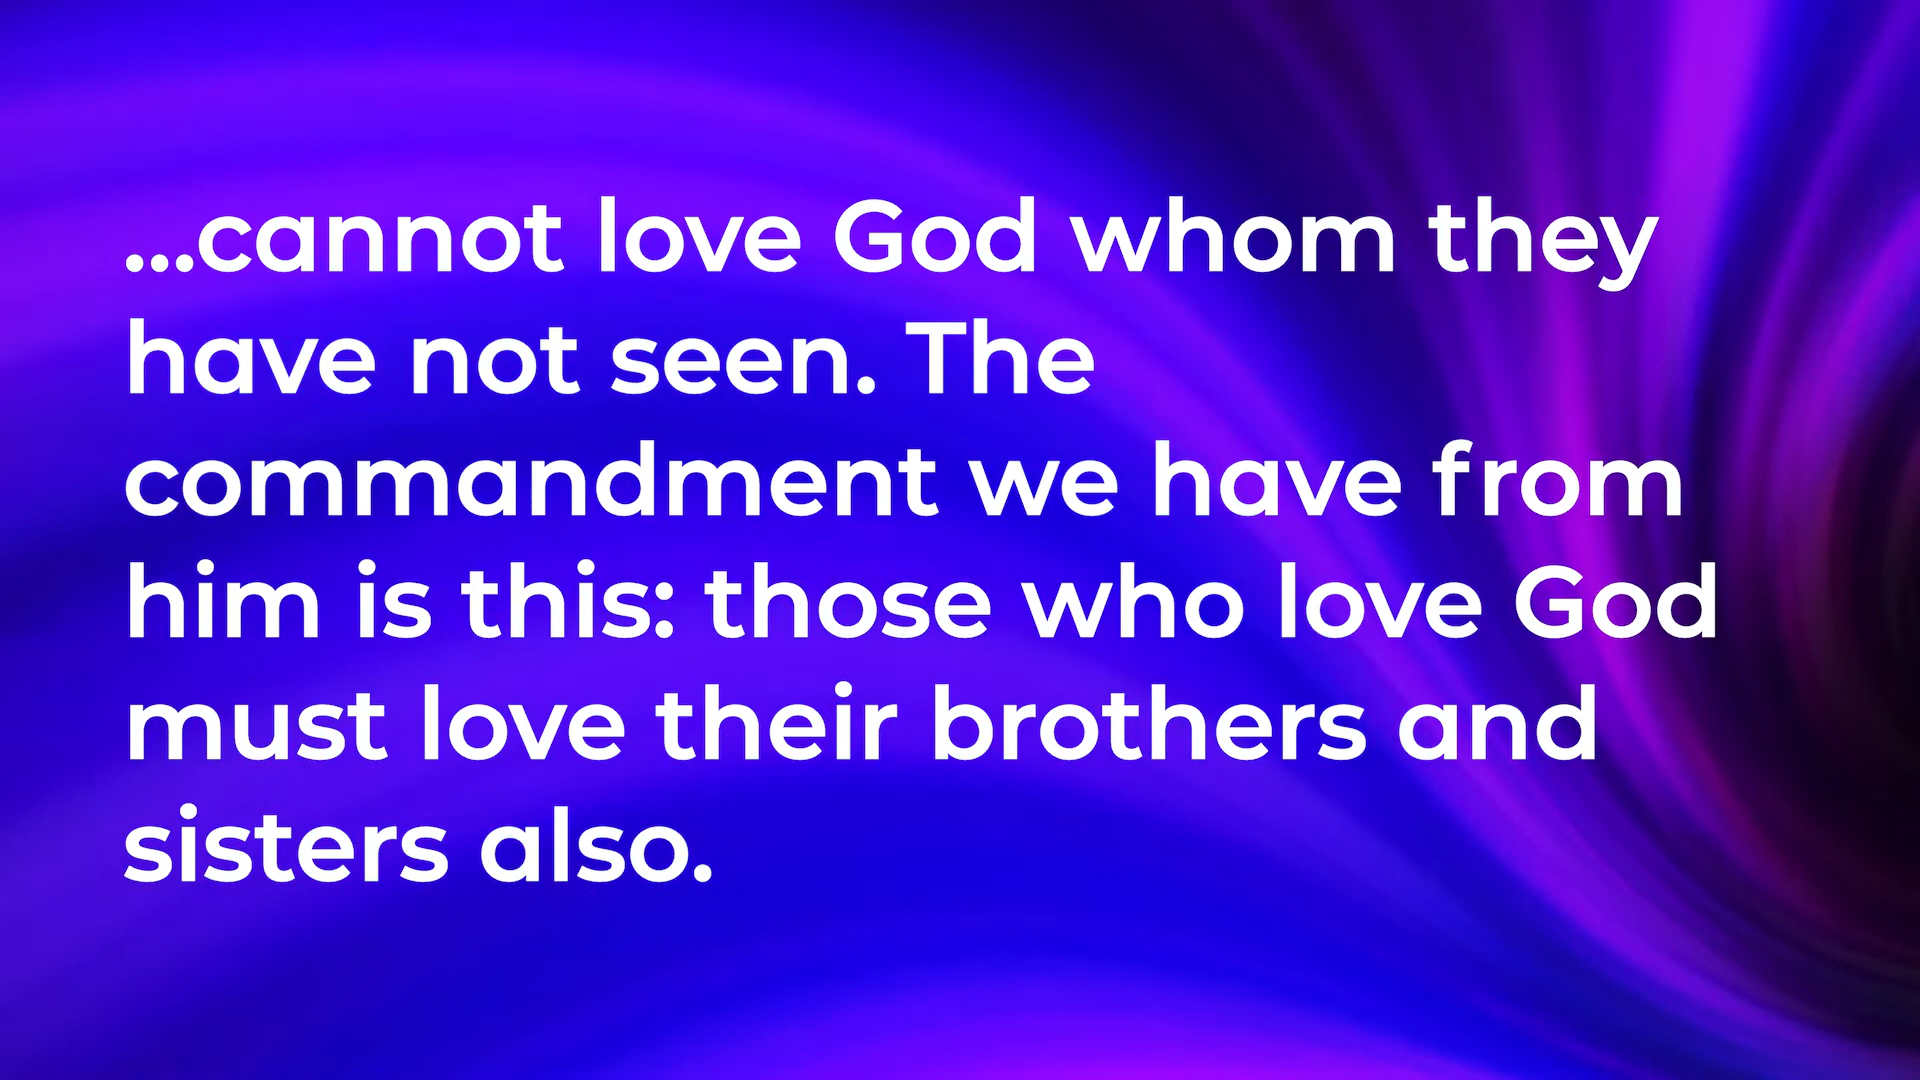 ...cannot love God whom they
have not seen. The
commandment we have from
him is this: those who love God
must love their brothers and
sisters also.